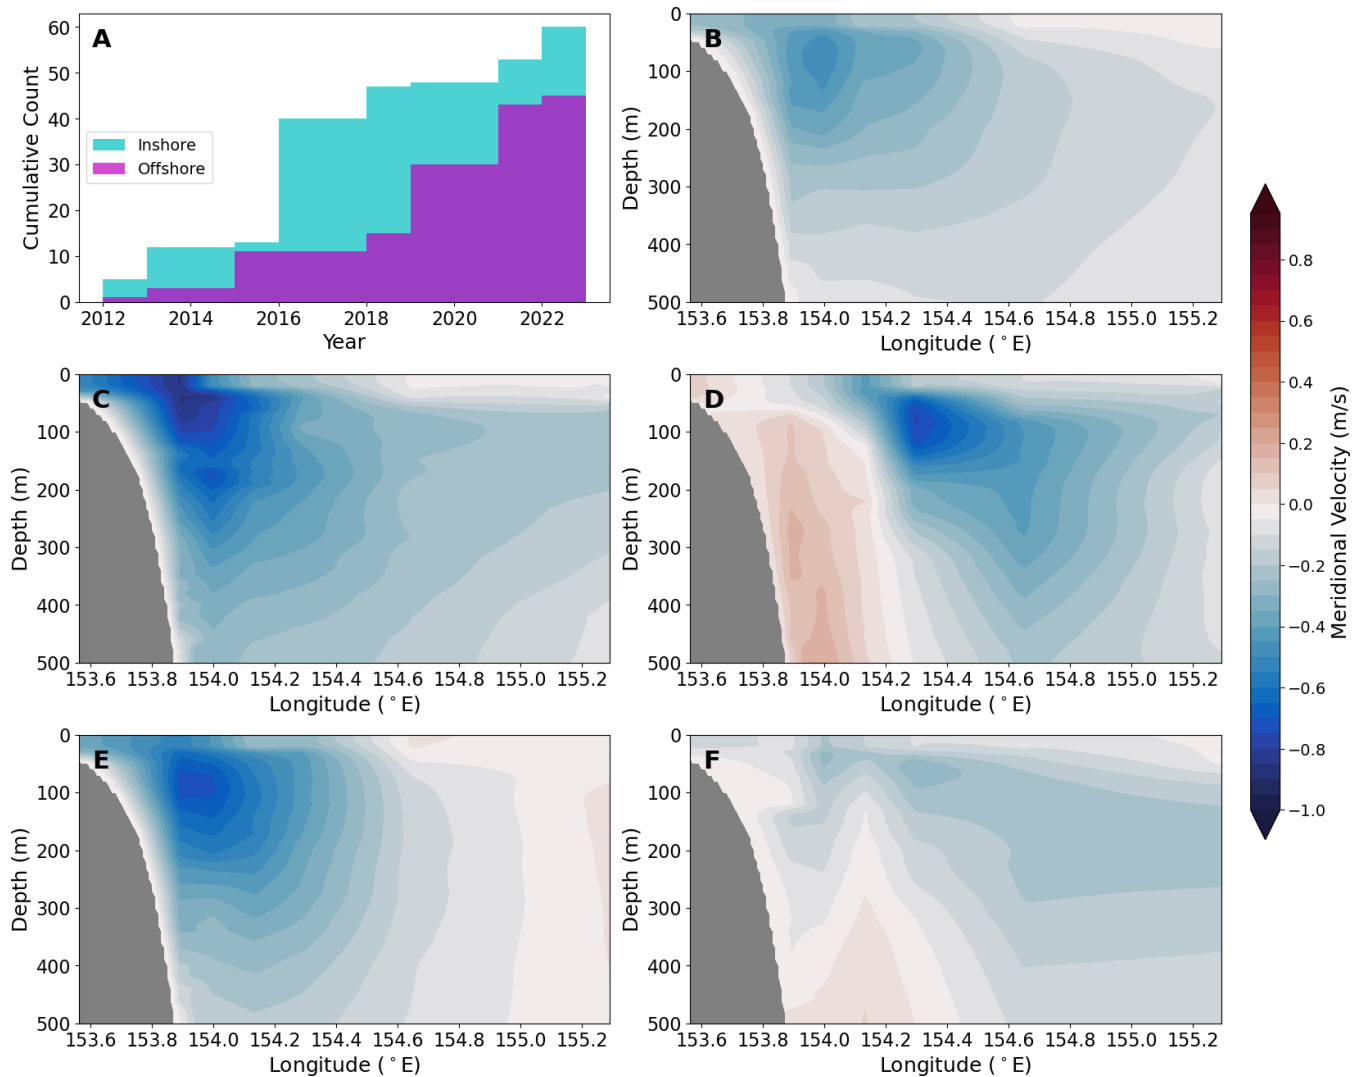 A
60
50
40
30
20
10
0
Cumulative Count
Inshore
Offshore
2012 2014 2016 2018 2020 2022
Year
B
0
100
200
300
400
500
Depth (m)
153.6 153.8 154.0 154.2 154.4 154.6 154.8 155.0 155.2
Longitude (°E)
C
0
100
200
300
400
500
Depth (m)
153.6 153.8 154.0 154.2 154.4 154.6 154.8 155.0 155.2
Longitude (°E)
D
0
100
200
300
400
500
Depth (m)
153.6 153.8 154.0 154.2 154.4 154.6 154.8 155.0 155.2
Longitude (°E)
E
0
100
200
300
400
500
Depth (m)
153.6 153.8 154.0 154.2 154.4 154.6 154.8 155.0 155.2
Longitude (°E)
F
0
100
200
300
400
500
Depth (m)
153.6 153.8 154.0 154.2 154.4 154.6 154.8 155.0 155.2
Longitude (°E)
0.8
0.6
0.4
0.2
0.0
−0.2
−0.4
−0.6
−0.8
−1.0
Meridional Velocity (m/s)